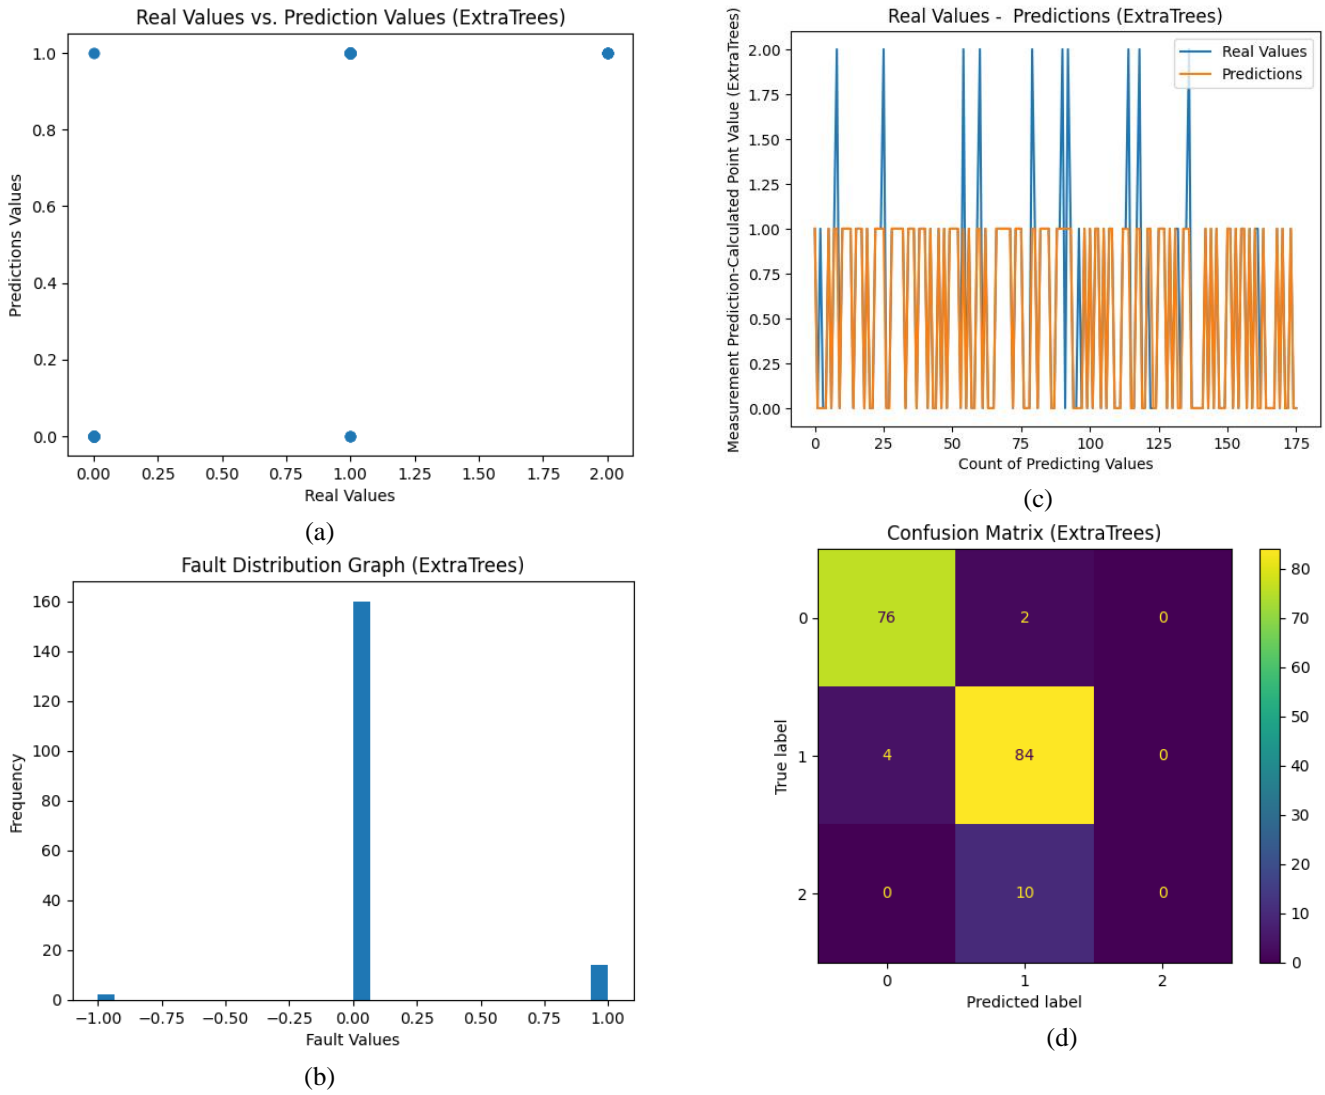 Real Values vs. Prediction Values (ExtraTrees)
1.0
0.8
0.6
0.4
0.2
0.0
Predictions Values
0.00 0.25 0.50 0.75 1.00 1.25 1.50 1.75 2.00
Real Values
(a)
Fault Distribution Graph (ExtraTrees)
160
140
120
100
80
60
40
20
0
Frequency
−1.00 −0.75 −0.50 −0.25 0.00 0.25 0.50 0.75 1.00
Fault Values
(b)
Real Values - Predictions (ExtraTrees)
Real Values
Predictions
2.00
1.75
1.50
1.25
1.00
0.75
0.50
0.25
0.00
Measurement Prediction-Calculated Point Value (ExtraTrees)
0 25 50 75 100 125 150 175
Count of Predicting Values
(c)
Confusion Matrix (ExtraTrees)
0 76 2 0
1 4 84 0
2 0 10 0
True label
0 1 2
Predicted label
80
70
60
50
40
30
20
10
0
(d)